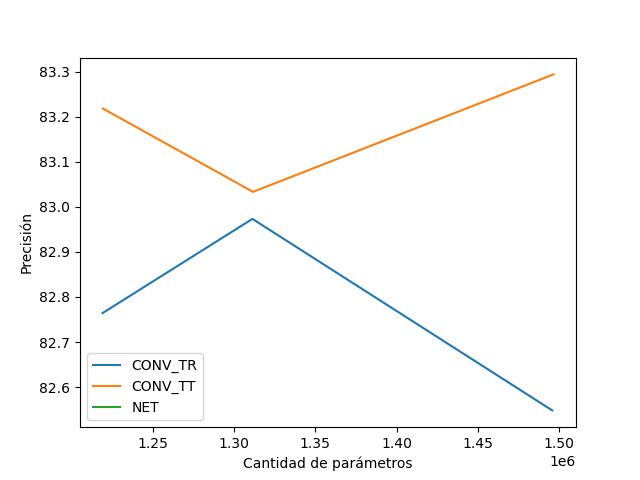 83.3
83.2
83.1
83.0
82.9
82.8
82.7
82.6
Precisión
CONV_TR
CONV_TT
NET
1.25 1.30 1.35 1.40 1.45 1.50
1e6
Cantidad de parámetros